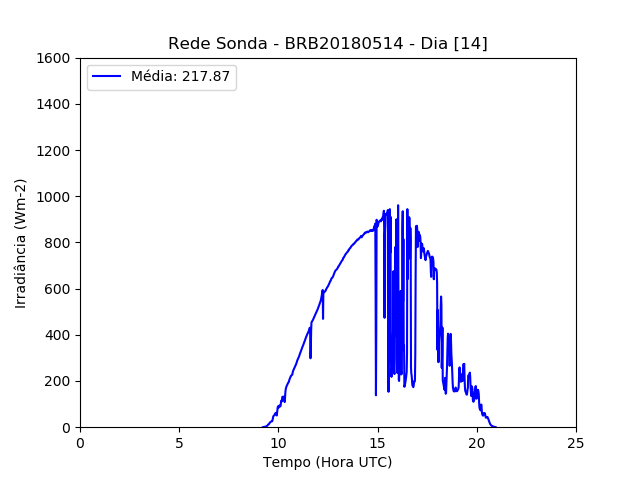 Rede Sonda - BRB20180514 - Dia [14]
Média: 217.87
1600
1400
1200
1000
800
600
400
200
0
Irradiância (Wm-2)
0 5 10 15 20 25
Tempo (Hora UTC)